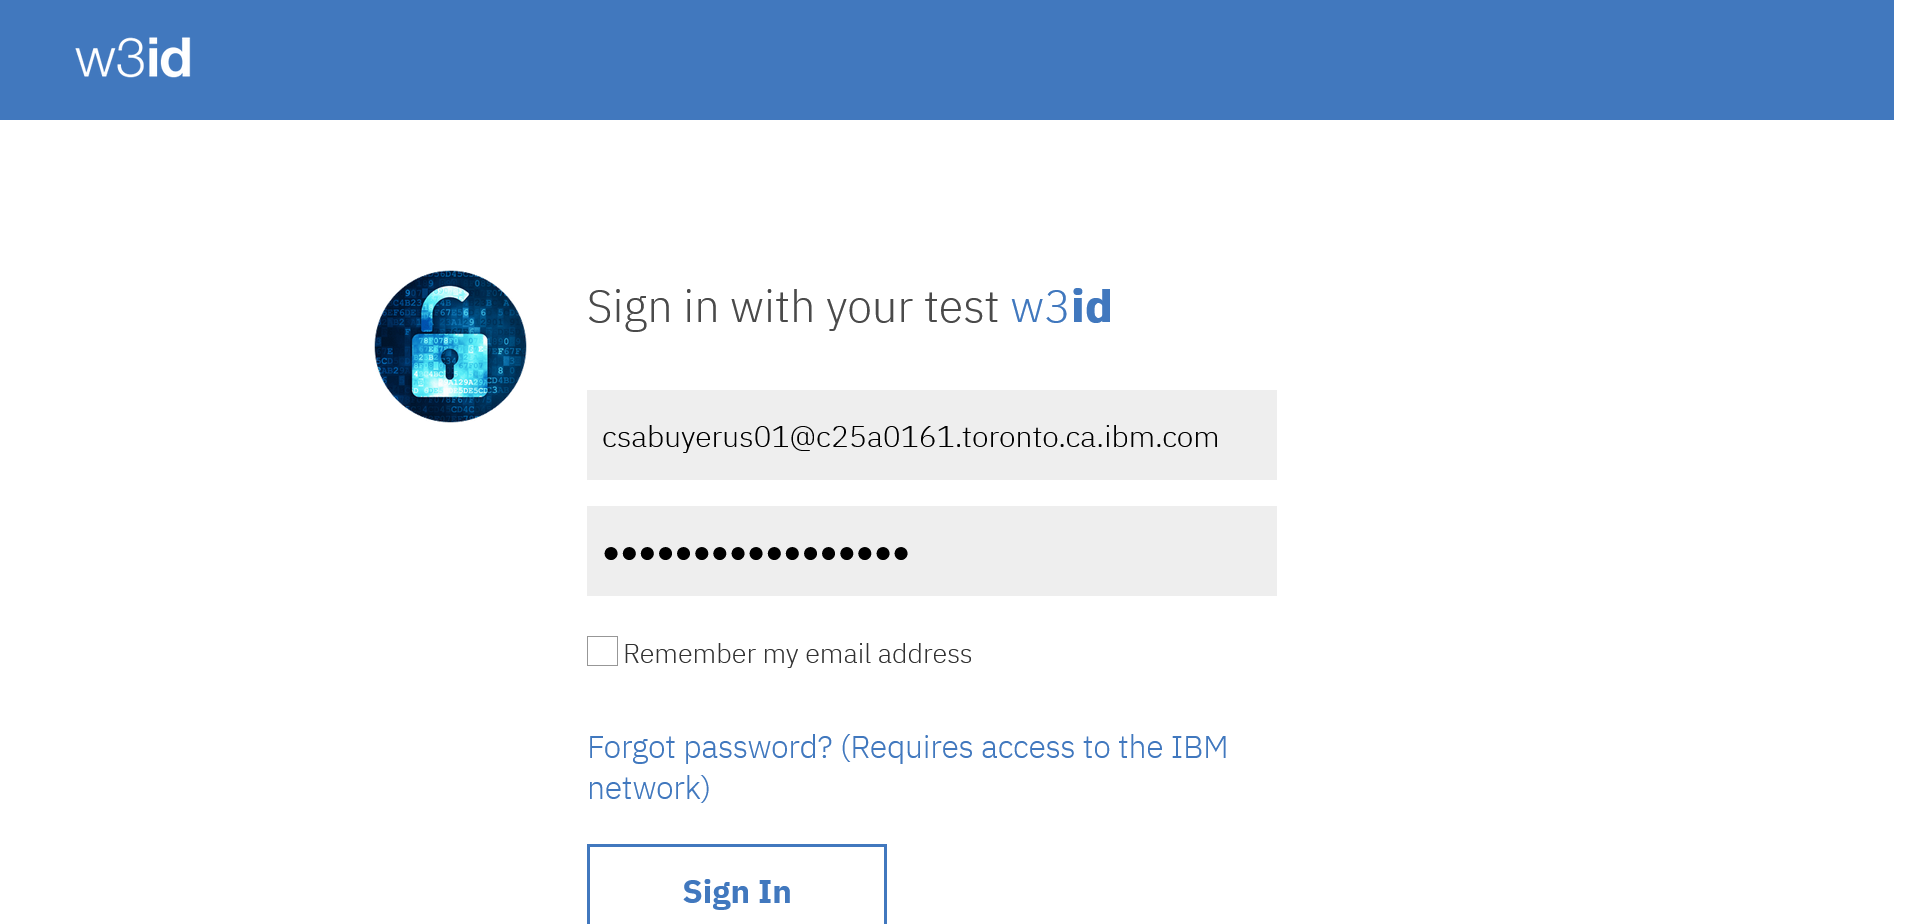 w3id
Sign in with your test w3id
csabuyerus01@c25a0161.toronto.ca.ibm.com
•••••••••••••••••
Remember my email address
Forgot password? (Requires access to the IBM
network)
Sign In